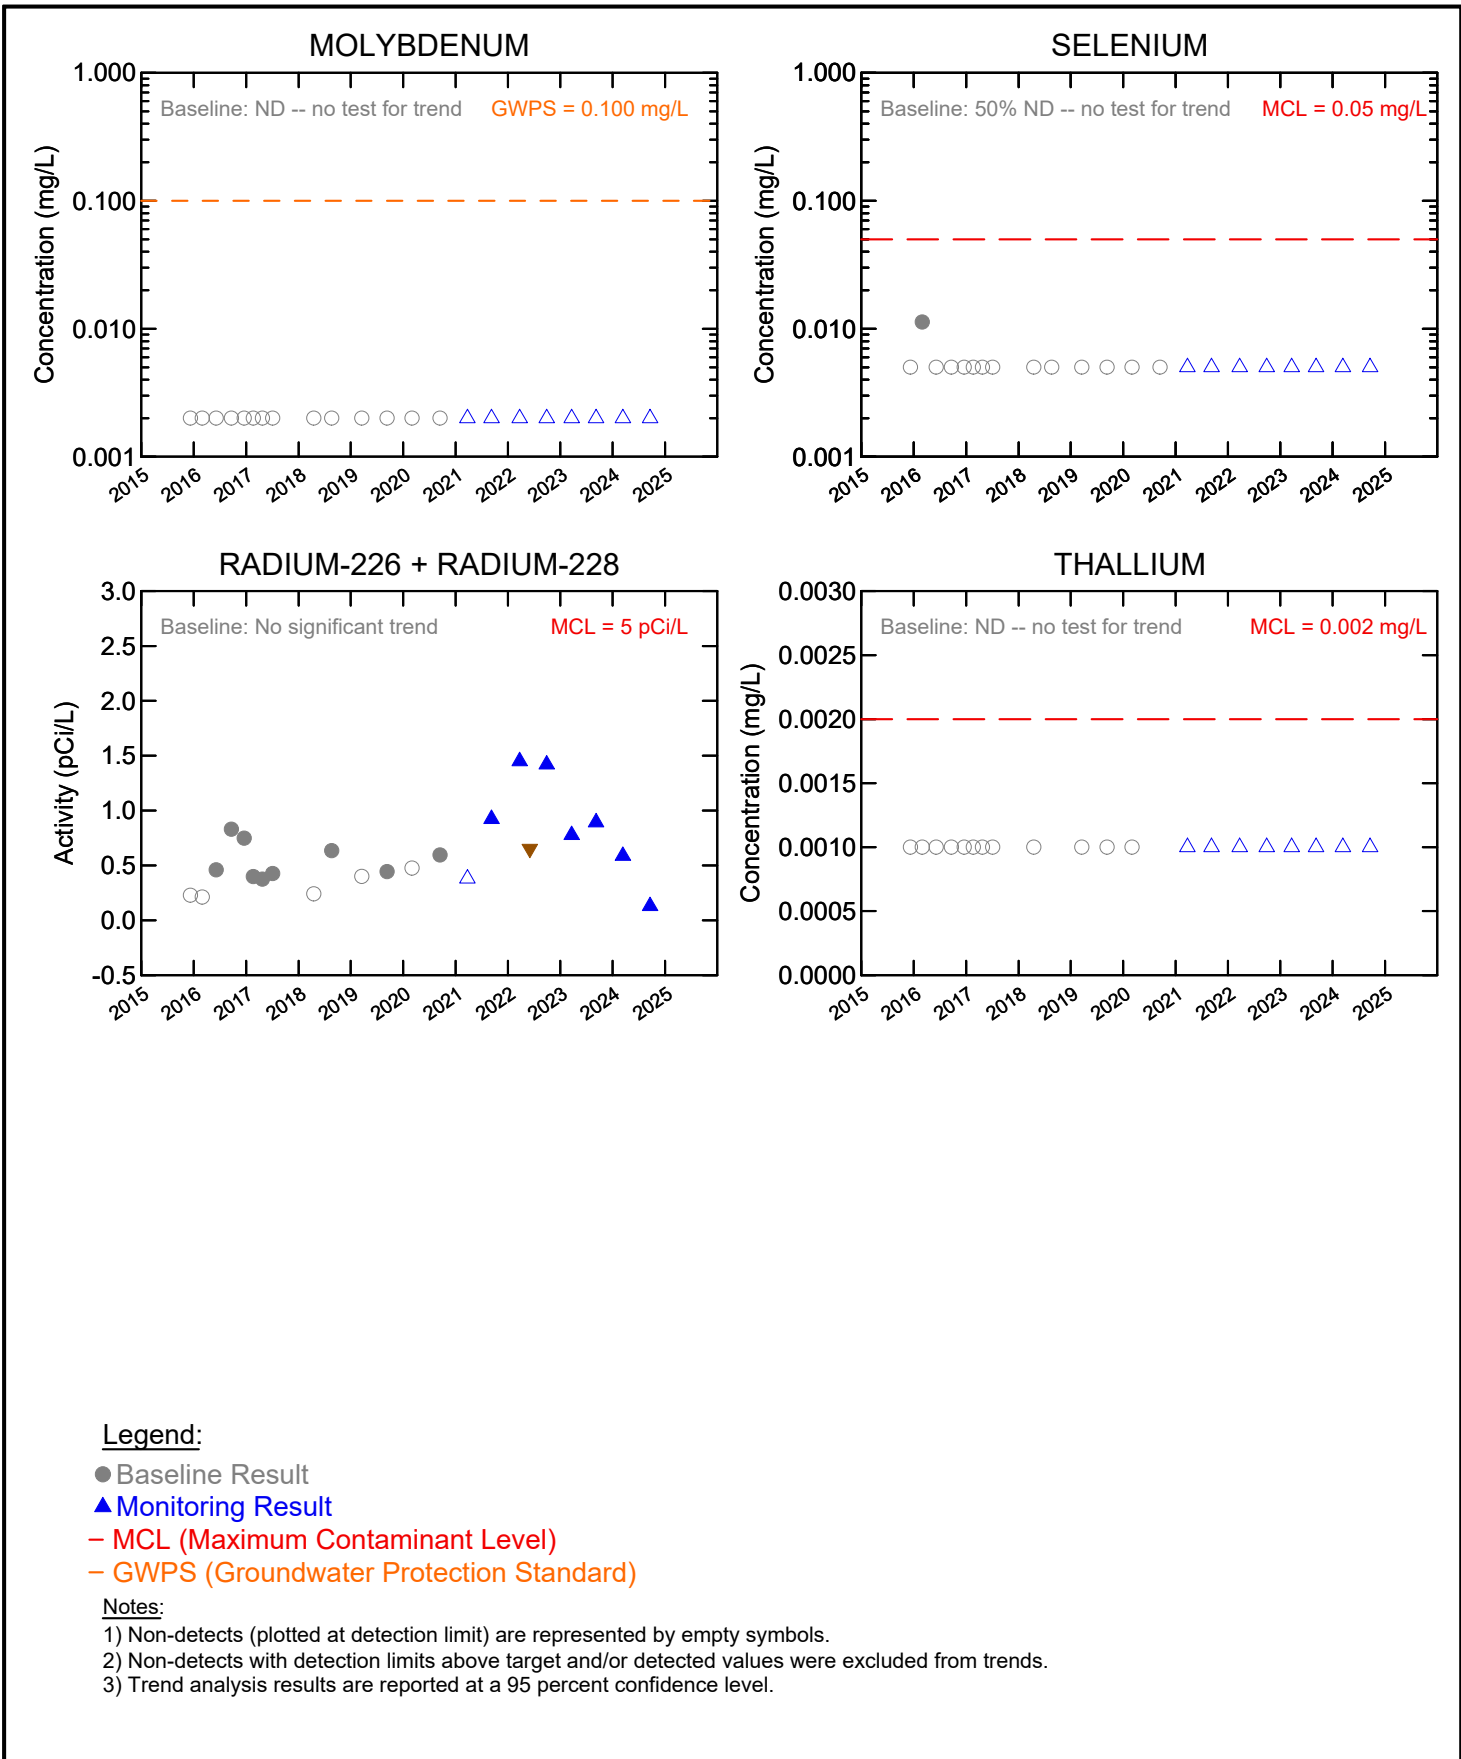 MOLYBDENUM
Concentration (mg/L)
1.000
0.100
0.010
0.001
Baseline: ND -- no test for trend
GWPS = 0.100 mg/L
2015 2016 2017 2018 2019 2020 2021 2022 2023 2024 2025
SELENIUM
Concentration (mg/L)
1.000
0.100
0.010
0.001
Baseline: 50% ND -- no test for trend
MCL = 0.05 mg/L
2015 2016 2017 2018 2019 2020 2021 2022 2023 2024 2025
RADIUM-226 + RADIUM-228
Activity (pCi/L)
3.0
2.5
2.0
1.5
1.0
0.5
0.0
-0.5
Baseline: No significant trend
MCL = 5 pCi/L
2015 2016 2017 2018 2019 2020 2021 2022 2023 2024 2025
THALLIUM
Concentration (mg/L)
0.0030
0.0025
0.0020
0.0015
0.0010
0.0005
0.0000
Baseline: ND -- no test for trend
MCL = 0.002 mg/L
2015 2016 2017 2018 2019 2020 2021 2022 2023 2024 2025
Legend:
Baseline Result
Monitoring Result
MCL (Maximum Contaminant Level)
GWPS (Groundwater Protection Standard)
Notes:
1) Non-detects (plotted at detection limit) are represented by empty symbols.
2) Non-detects with detection limits above target and/or detected values were excluded from trends.
3) Trend analysis results are reported at a 95 percent confidence level.